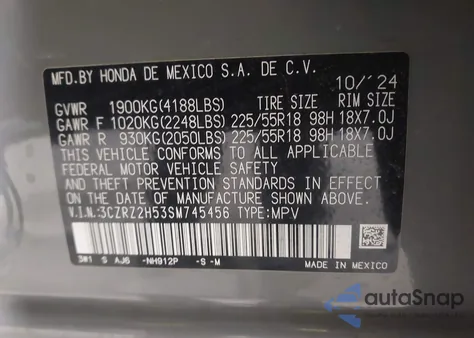 MFD.BY HONDA DE MEXICO S.A. DE C.V.
10/´24
GVWR 1900KG(4188LBS) TIRE SIZE RIM SIZE
GAWR F 1020KG(2248LBS) 225/55R18 98H 18X7.0J
GAWR R 930KG(2050LBS) 225/55R18 98H 18X7.0J
THIS VEHICLE CONFORMS TO ALL APPLICABLE
FEDERAL MOTOR VEHICLE SAFETY
AND THEFT PREVENTION STANDARDS IN EFFECT
ON THE DATE OF MANUFACTURE SHOWN ABOVE.
V.I.N:3CZRZ2H53SM745456 TYPE:MPV
3W1 S AJ6 -NH912P -S -M
MADE IN MEXICO
autoSnap